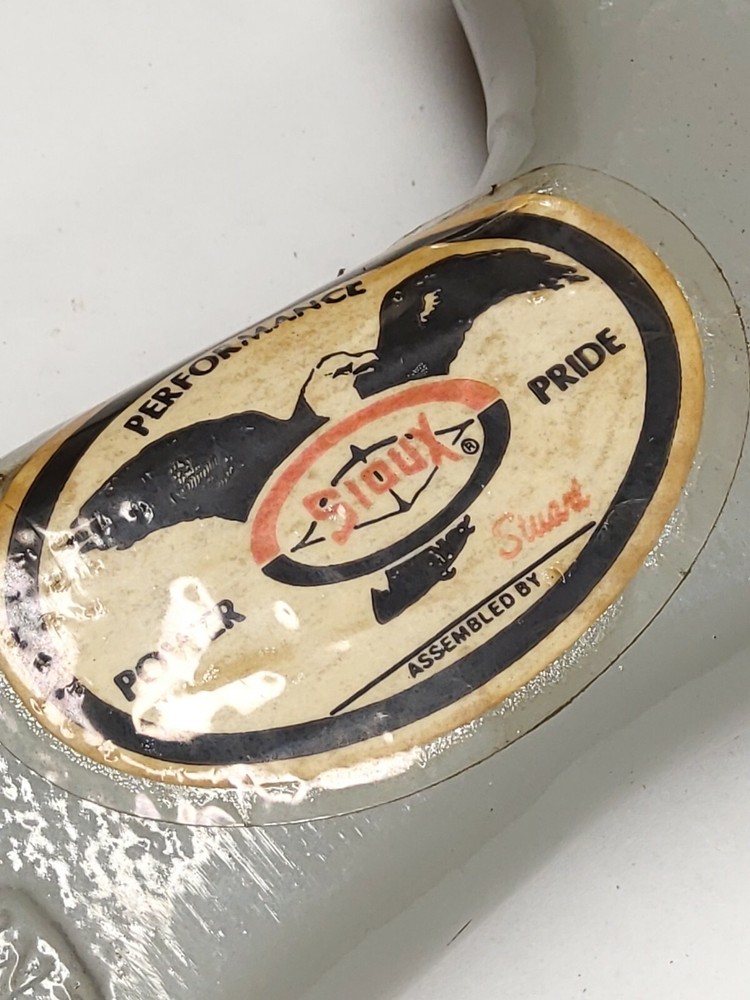 PERFORMANCE
PRIDE
SIOUX®
Stuart
POWER
ASSEMBLED BY